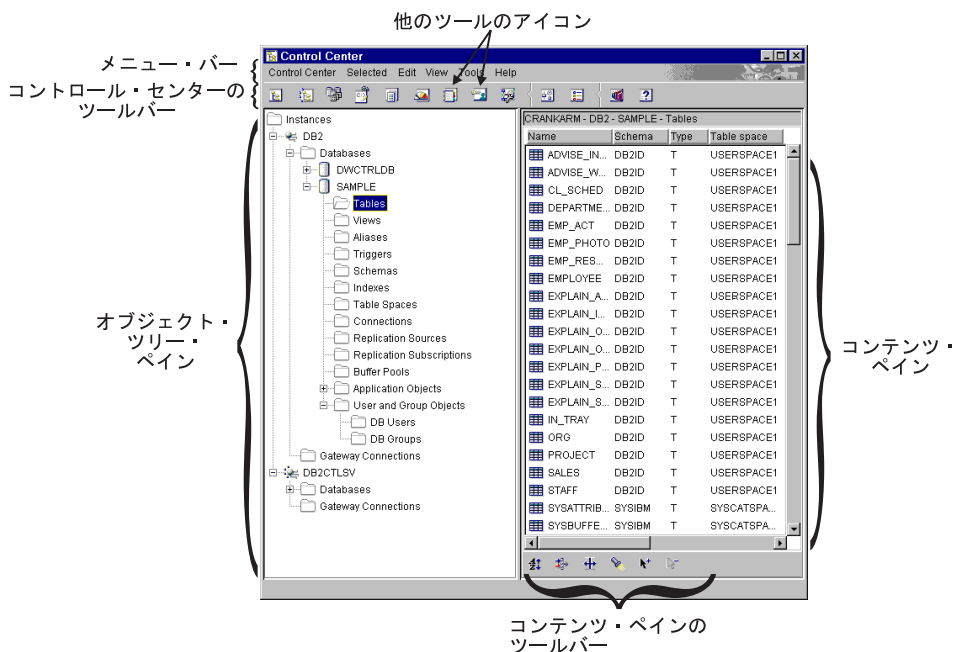 他のツールのアイコン
メニュー・バー
コントロール・センターの
ツールバー
オブジェクト・
ツリー・
ペイン
Control Center
Control Center Selected Edit View Tools Help
Instances
DB2
Databases
DWCTRLDB
SAMPLE
Tables
Views
Aliases
Triggers
Schemas
Indexes
Table Spaces
Connections
Replication Sources
Replication Subscriptions
Buffer Pools
Application Objects
User and Group Objects
DB Users
DB Groups
Gateway Connections
DB2CTLSV
Databases
Gateway Connections
CRANKARM - DB2 - SAMPLE - Tables
Name Schema Type Table space
ADVISE_IN... DB2ID T USERSPACE1
ADVISE_W... DB2ID T USERSPACE1
CL_SCHED DB2ID T USERSPACE1
DEPARTME... DB2ID T USERSPACE1
EMP_ACT DB2ID T USERSPACE1
EMP_PHOTO DB2ID T USERSPACE1
EMP_RES... DB2ID T USERSPACE1
EMPLOYEE DB2ID T USERSPACE1
EXPLAIN_A... DB2ID T USERSPACE1
EXPLAIN_I... DB2ID T USERSPACE1
EXPLAIN_O... DB2ID T USERSPACE1
EXPLAIN_O... DB2ID T USERSPACE1
EXPLAIN_P... DB2ID T USERSPACE1
EXPLAIN_S... DB2ID T USERSPACE1
EXPLAIN_S... DB2ID T USERSPACE1
IN_TRAY DB2ID T USERSPACE1
ORG DB2ID T USERSPACE1
PROJECT DB2ID T USERSPACE1
SALES DB2ID T USERSPACE1
STAFF DB2ID T USERSPACE1
SYSATTRIB... SYSIBM T SYSCATSPA...
SYSBUFFE... SYSIBM T SYSCATSPA...
コンテンツ・
ペイン
コンテンツ・ペインの
ツールバー